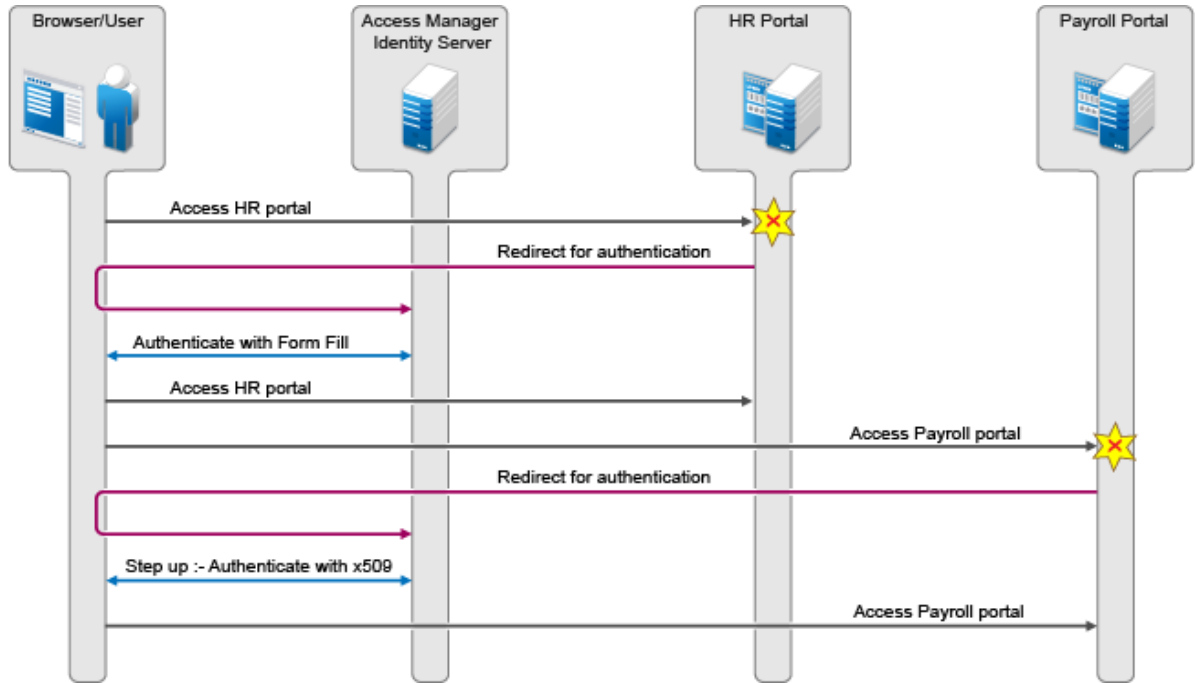 Browser/User
Access Manager
Identity Server
HR Portal
Payroll Portal
Access HR portal
Redirect for authentication
Authenticate with Form Fill
Access HR portal
Access Payroll portal
Redirect for authentication
Step up :- Authenticate with x509
Access Payroll portal